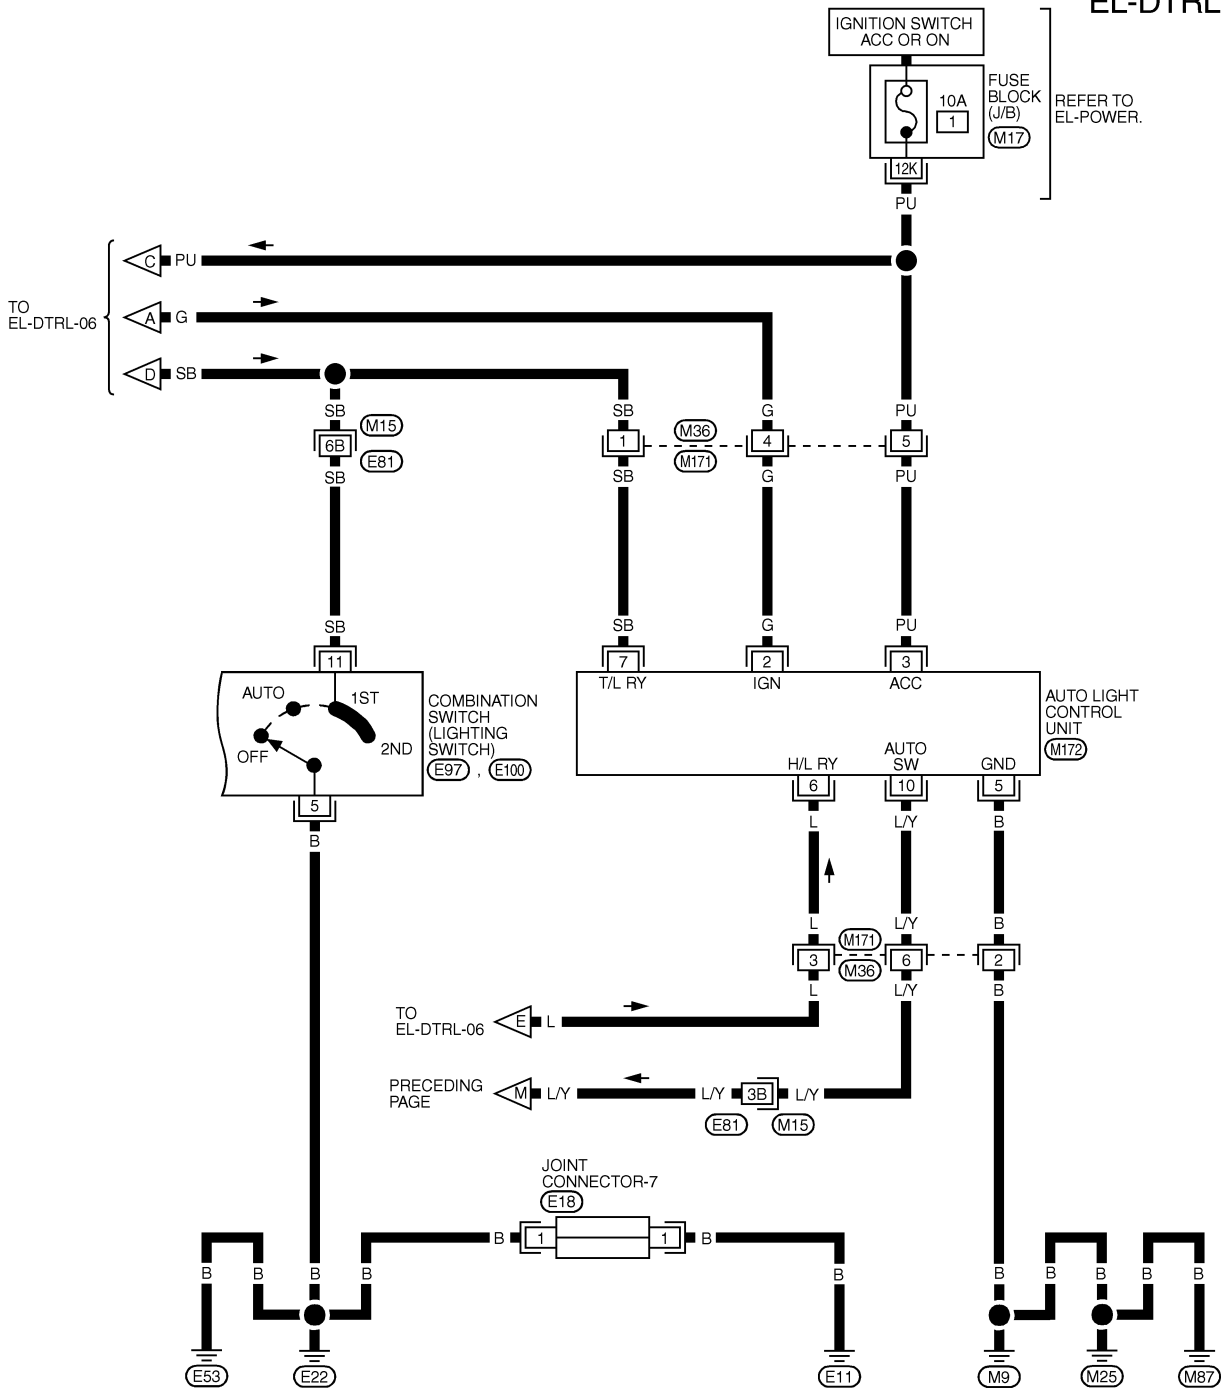 EL-DTRL
IGNITION SWITCH
ACC OR ON
FUSE
BLOCK
(J/B)
M17
10A
1
REFER TO
EL-POWER.
12K
PU
C PU
TO
EL-DTRL-06
A G
D SB
SB SB G PU
M15
6B
E81
1
M36
M171
4
5
SB SB G PU
SB SB G PU
11 7 2 3
T/L RY IGN ACC
AUTO
1ST
OFF
2ND
COMBINATION
SWITCH
(LIGHTING
SWITCH)
E97 , E100
AUTO LIGHT
CONTROL
UNIT
M172
H/L RY
AUTO
SW
GND
5 6 10 5
B L L/Y B
L L/Y B
M171
3 6 2
M36
L L/Y B
TO
EL-DTRL-06
E L
PRECEDING
PAGE
M L/Y L/Y 3B L/Y
E81 M15
JOINT
CONNECTOR-7
E18
B 1 1 B
B B B B B B B B B B
E53 E22 E11 M9 M25 M87